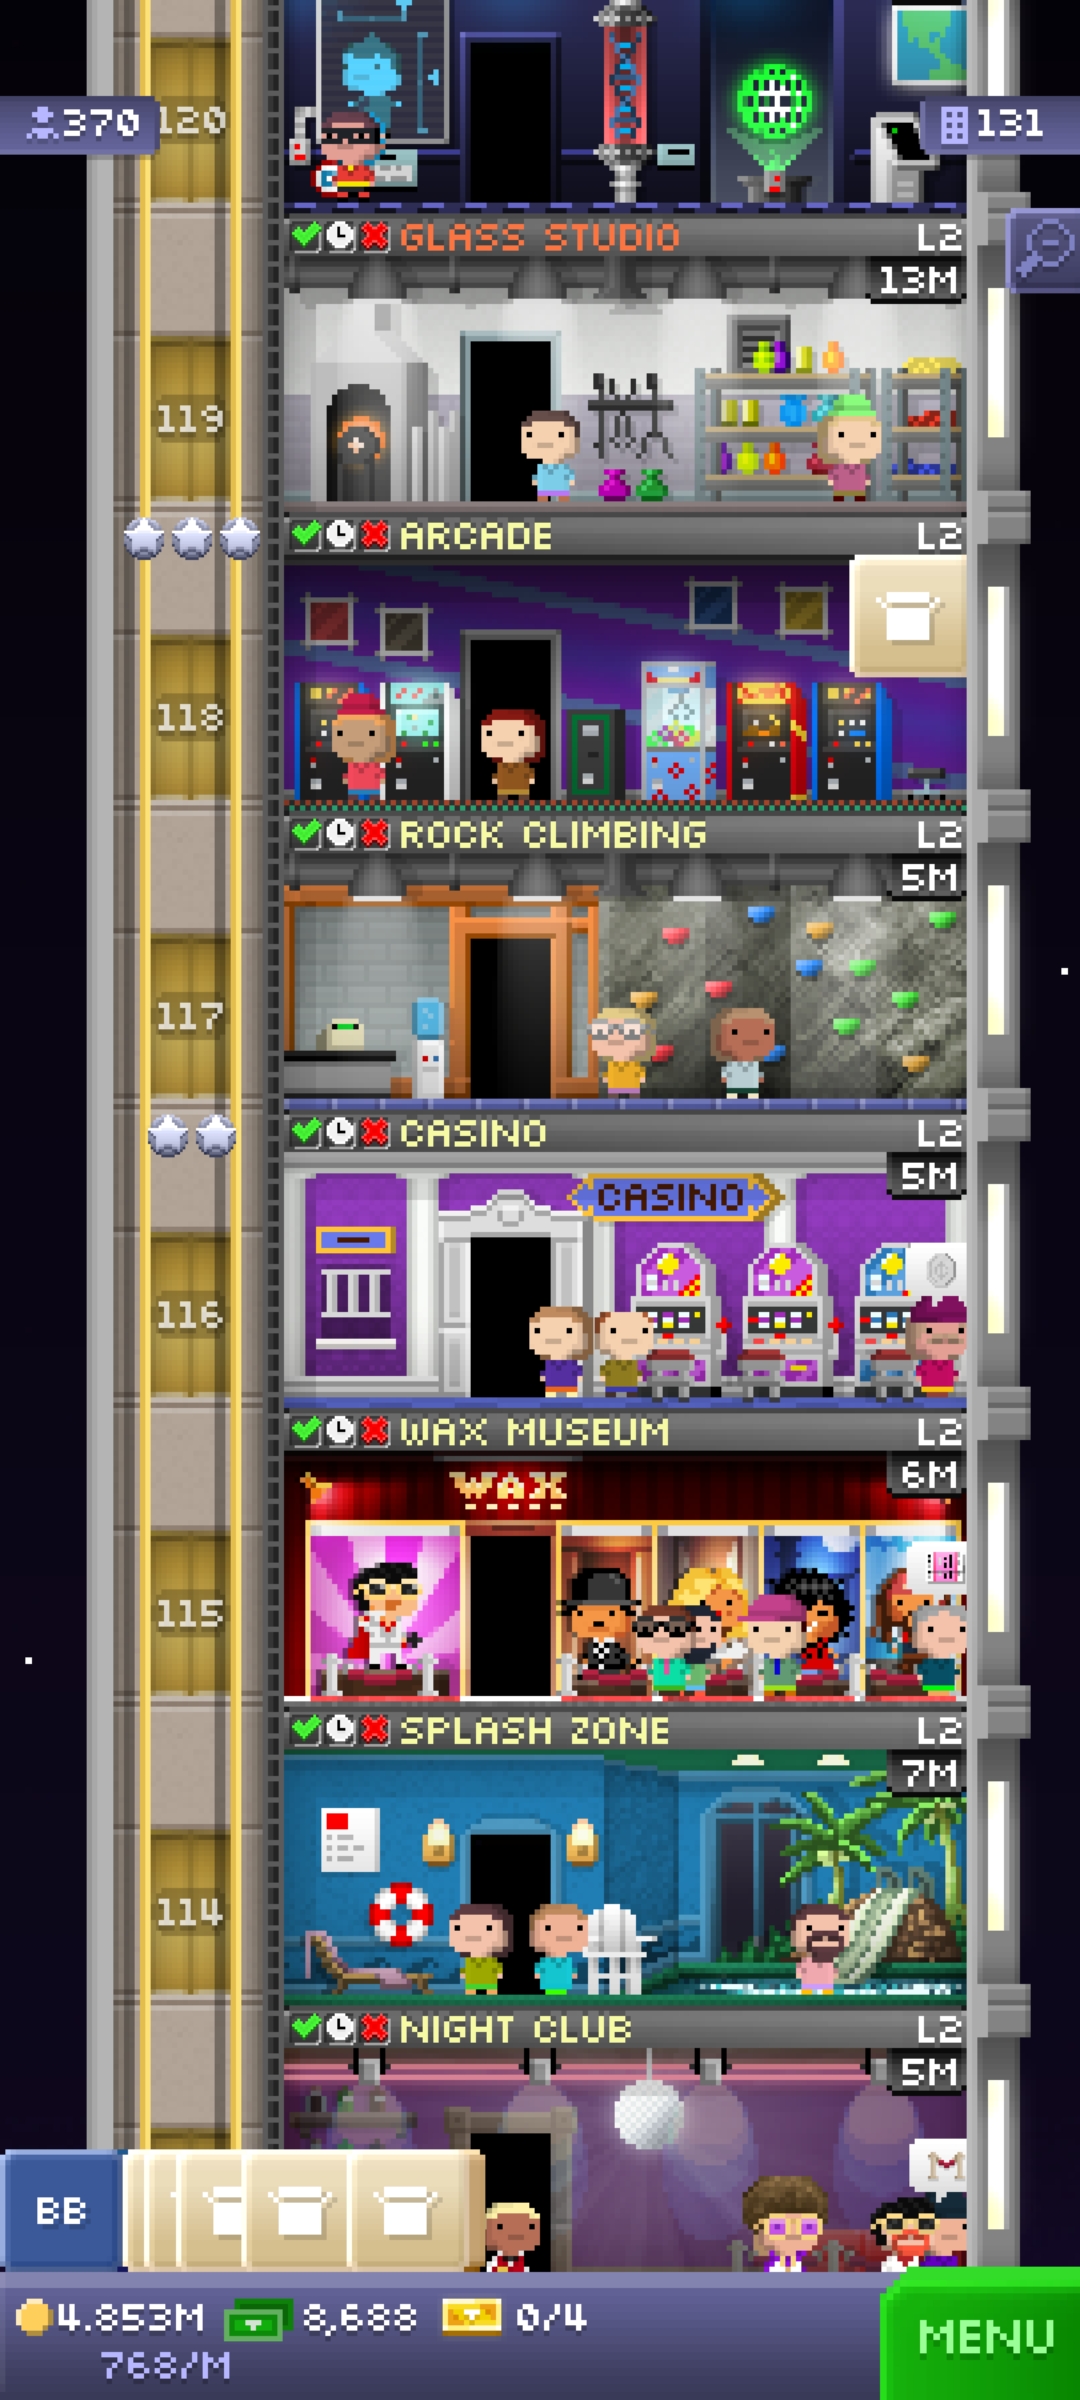 370
120
131
GLASS STUDIO
L2
13M
119
ARCADE
L2
118
ROCK CLIMBING
L2
5M
117
CASINO
L2
5M
CASINO
116
WAX MUSEUM
L2
6M
WAX
115
SPLASH ZONE
L2
7M
114
NIGHT CLUB
L2
5M
M
BB
4.853M
8,688
0/4
768/M
MENU